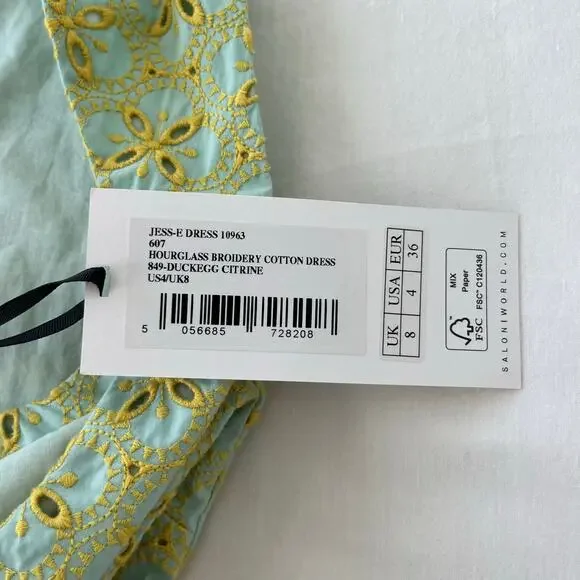 JESS-E DRESS 10963
607
HOURGLASS BROIDERY COTTON DRESS
849-DUCKEGG CITRINE
US4/UK8
5 056685 728208
UK USA EUR
8 4 36
MIX
Paper
FSC™ C120436
FSC
SALONIWORLD.COM